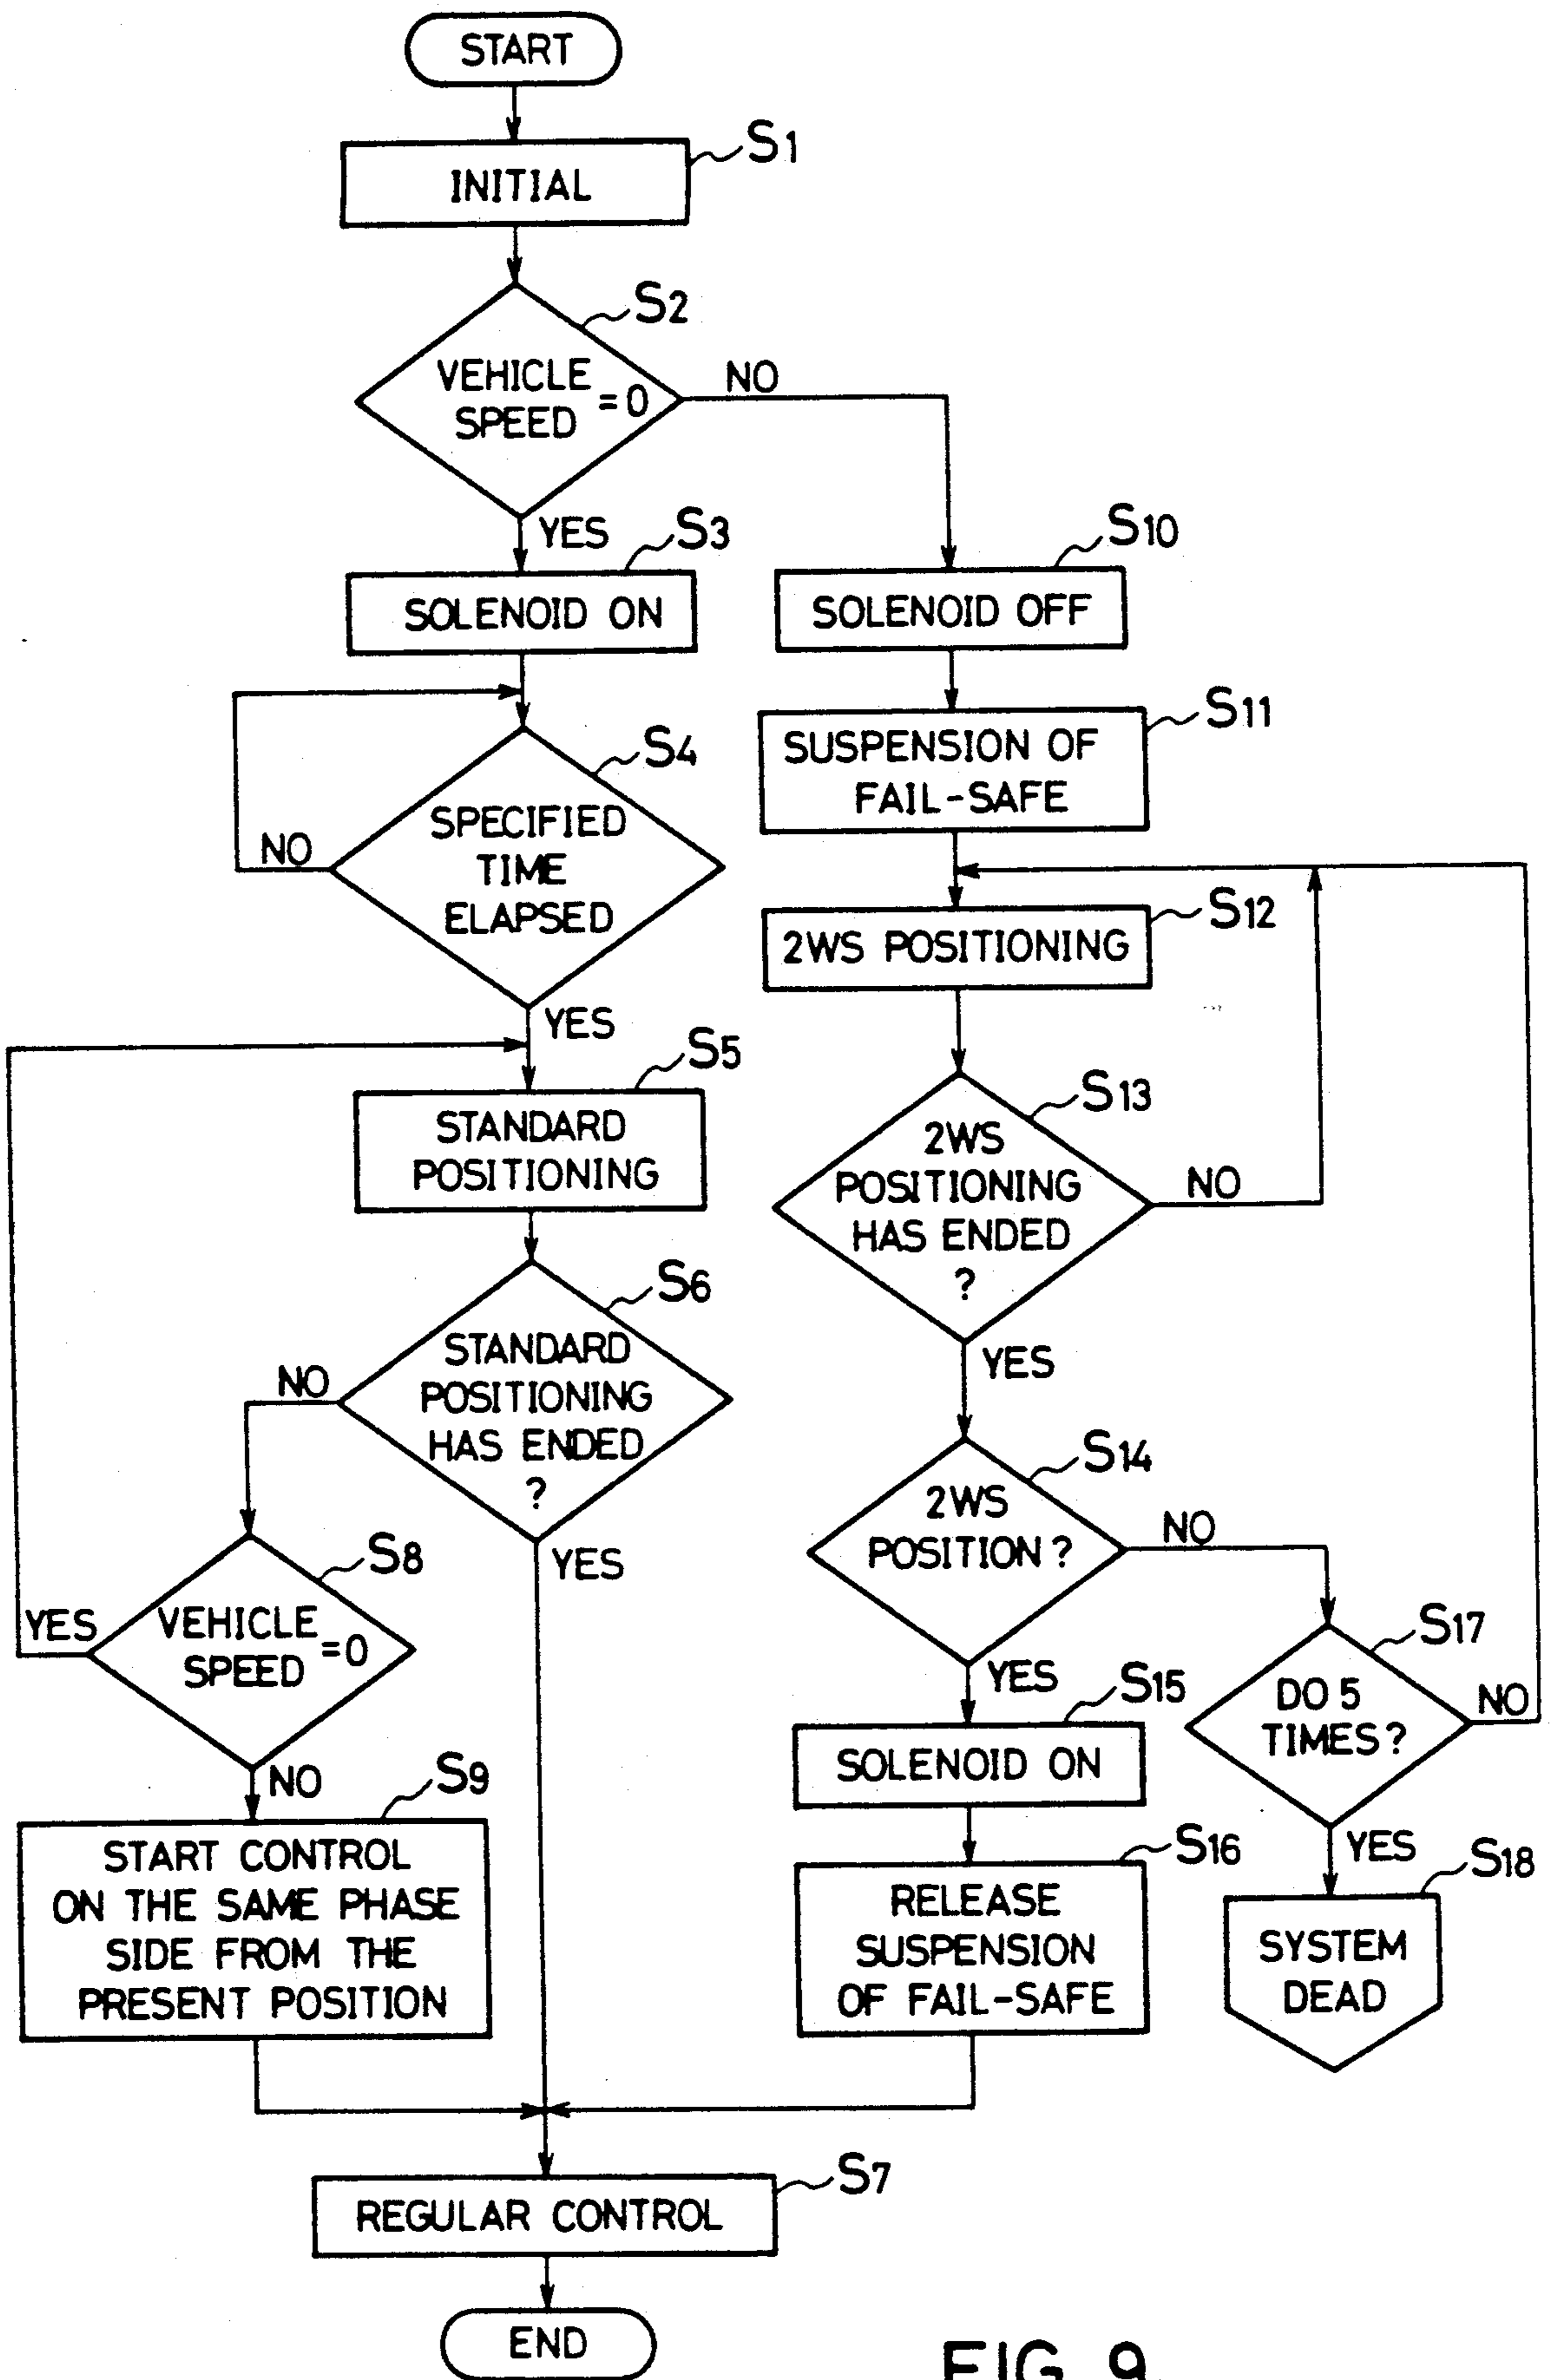 START
S1
INITIAL
S2
VEHICLE
SPEED
=0
NO
YES
S3
SOLENOID ON
S10
SOLENOID OFF
S4
SPECIFIED
TIME
ELAPSED
NO
YES
S11
SUSPENSION OF
FAIL-SAFE
S12
2WS POSITIONING
S5
STANDARD
POSITIONING
S13
2WS
POSITIONING
HAS ENDED
?
NO
YES
S6
STANDARD
POSITIONING
HAS ENDED
?
NO
YES
S14
2WS
POSITION?
NO
YES
S8
VEHICLE
SPEED
=0
YES
NO
S17
DO 5
TIMES?
NO
YES
S15
SOLENOID ON
S9
START CONTROL
ON THE SAME PHASE
SIDE FROM THE
PRESENT POSITION
S16
RELEASE
SUSPENSION
OF FAIL-SAFE
S18
SYSTEM
DEAD
S7
REGULAR CONTROL
END
FIG. 9